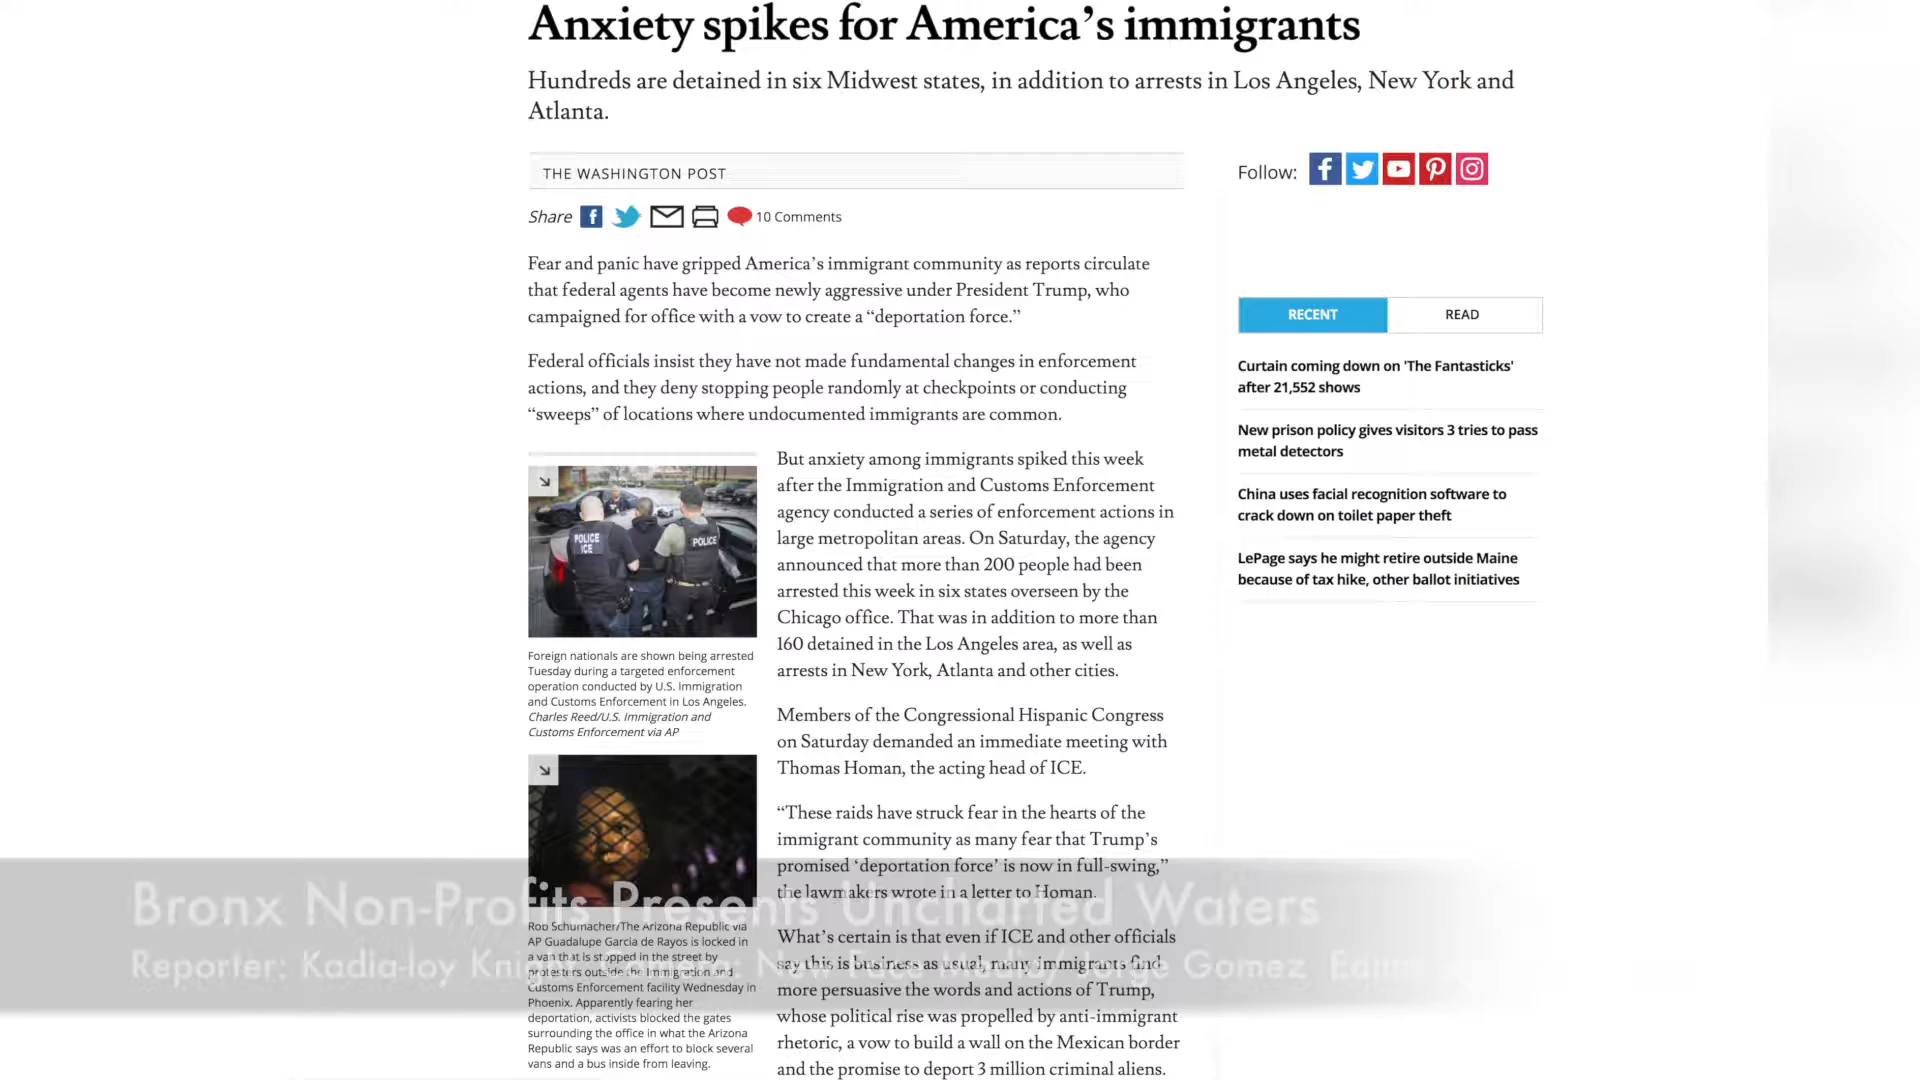 Anxiety spikes for America’s immigrants
Hundreds are detained in six Midwest states, in addition to arrests in Los Angeles, New York and
Atlanta.
THE WASHINGTON POST
Share
10 Comments
Fear and panic have gripped America’s immigrant community as reports circulate
that federal agents have become newly aggressive under President Trump, who
campaigned for office with a vow to create a “deportation force.”
Federal officials insist they have not made fundamental changes in enforcement
actions, and they deny stopping people randomly at checkpoints or conducting
“sweeps” of locations where undocumented immigrants are common.
POLICE
ICE
POLICE
Foreign nationals are shown being arrested
Tuesday during a targeted enforcement
operation conducted by U.S. Immigration
and Customs Enforcement in Los Angeles.
Charles Reed/U.S. Immigration and
Customs Enforcement via AP
Rob Schumacher/The Arizona Republic via
AP Guadalupe Garcia de Rayos is locked in
a van that is stopped in the street by
protesters outside the Immigration and
Customs Enforcement facility Wednesday in
Phoenix. Apparently fearing her
deportation, activists blocked the gates
surrounding the office in what the Arizona
Republic says was an effort to block several
vans and a bus inside from leaving.
But anxiety among immigrants spiked this week
after the Immigration and Customs Enforcement
agency conducted a series of enforcement actions in
large metropolitan areas. On Saturday, the agency
announced that more than 200 people had been
arrested this week in six states overseen by the
Chicago office. That was in addition to more than
160 detained in the Los Angeles area, as well as
arrests in New York, Atlanta and other cities.
Members of the Congressional Hispanic Congress
on Saturday demanded an immediate meeting with
Thomas Homan, the acting head of ICE.
“These raids have struck fear in the hearts of the
immigrant community as many fear that Trump’s
promised ‘deportation force’ is now in full-swing,”
the lawmakers wrote in a letter to Homan.
What’s certain is that even if ICE and other officials
say this is business as usual, many immigrants find
more persuasive the words and actions of Trump,
whose political rise was propelled by anti-immigrant
rhetoric, a vow to build a wall on the Mexican border
and the promise to deport 3 million criminal aliens.
Follow:
RECENT
READ
Curtain coming down on 'The Fantasticks'
after 21,552 shows
New prison policy gives visitors 3 tries to pass
metal detectors
China uses facial recognition software to
crack down on toilet paper theft
LePage says he might retire outside Maine
because of tax hike, other ballot initiatives
Bronx Non-Profits Presents Uncharted Waters
Reporter: Kadia-loy Knight Camera: New Face Media/ Jorge Gomez